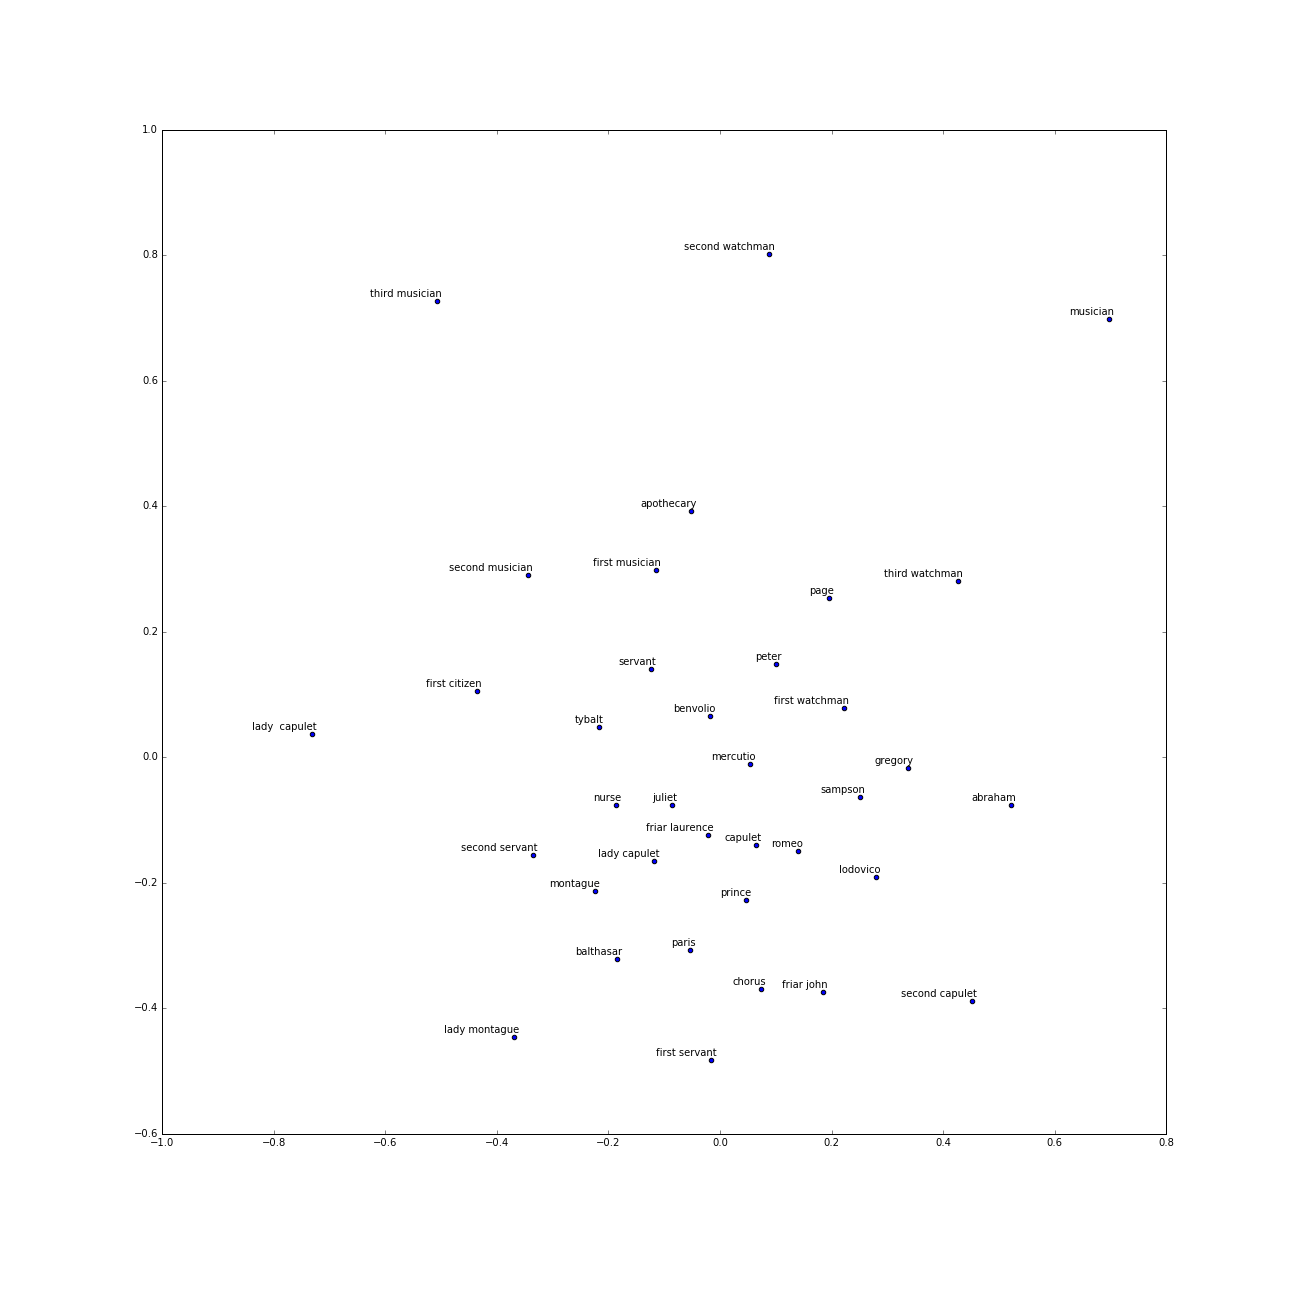 1.0
second watchman
0.8
third musician
musician
0.6
apothecary
0.4
first musician
second musician
third watchman
page
0.2
servant
peter
first citizen
first watchman
benvolio
tybalt
lady  capulet
0.0
mercutio
gregory
sampson
nurse
juliet
abraham
friar laurence
capulet
romeo
second servant
lady capulet
lodovico
montague
−0.2
prince
paris
balthasar
chorus
friar john
second capulet
−0.4
lady montague
first servant
−0.6
−1.0 −0.8 −0.6 −0.4 −0.2 0.0 0.2 0.4 0.6 0.8